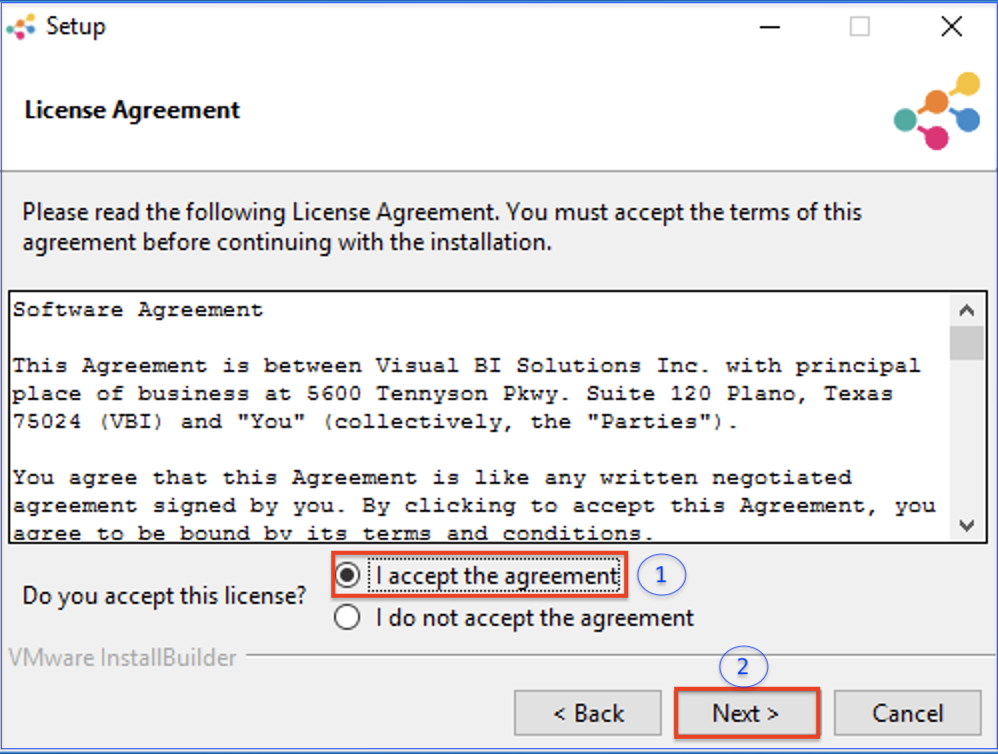 Setup
License Agreement
Please read the following License Agreement. You must accept the terms of this
agreement before continuing with the installation.
Software Agreement
This Agreement is between Visual BI Solutions Inc. with principal
place of business at 5600 Tennyson Pkwy. Suite 120 Plano, Texas
75024 (VBI) and "You" (collectively, the "Parties").
You agree that this Agreement is like any written negotiated
agreement signed by you. By clicking to accept this Agreement, you
agree to be bound by its terms and conditions.
Do you accept this license?
I accept the agreement
1
I do not accept the agreement
VMware InstallBuilder
2
< Back
Next >
Cancel